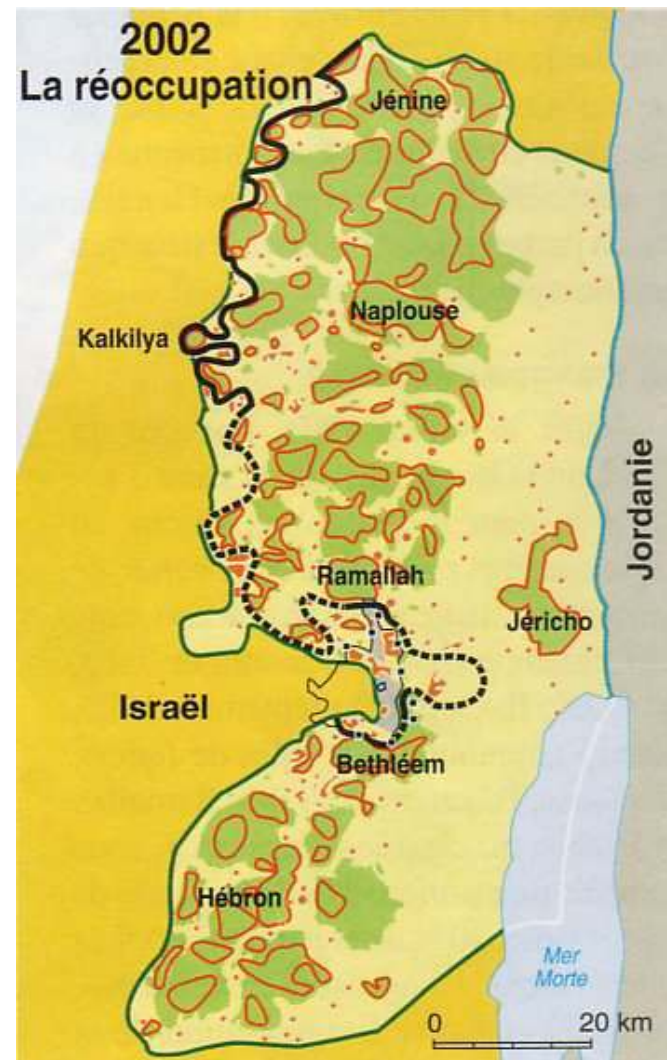 2002
La réoccupation
Jénine
Naplouse
Kalkilya
Jordanie
Ramallah
Jéricho
Israël
Bethléem
Hébron
Mer
Morte
0 20 km